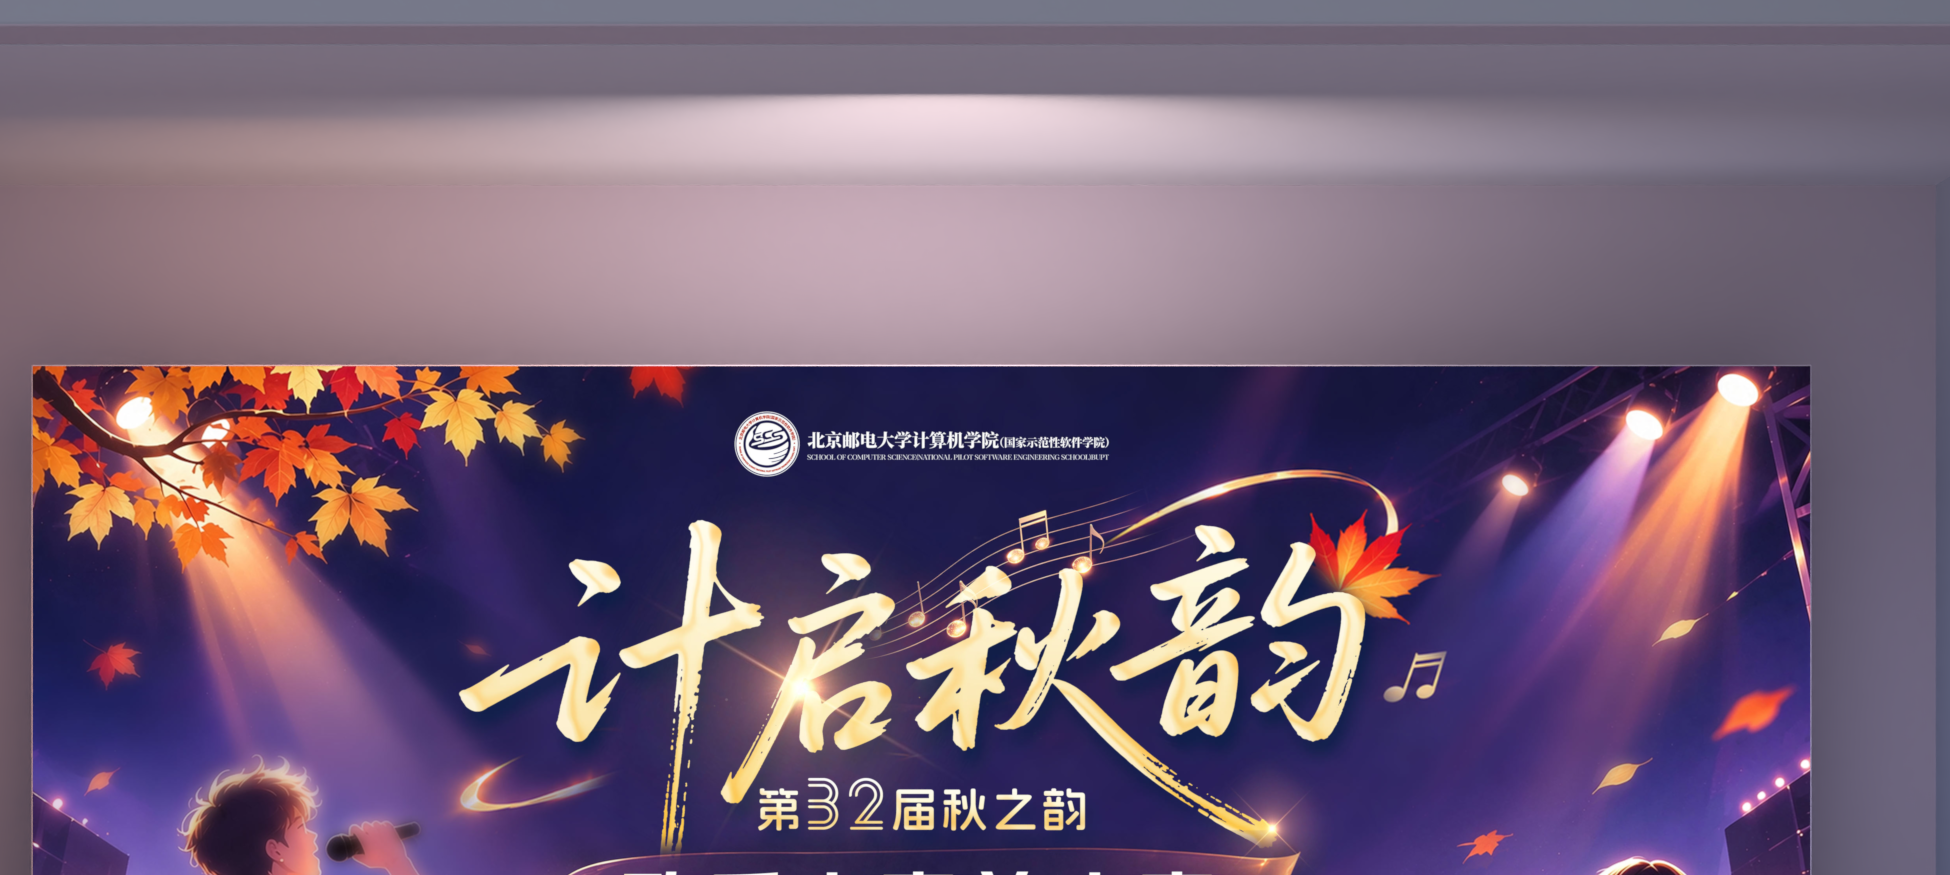 北京邮电大学计算机学院(国家示范性软件学院)
SCHOOL OF COMPUTER SCIENCE(NATIONAL PILOT SOFTWARE ENGINEERING SCHOOL)BUPT
计启秋韵
第32届秋之韵